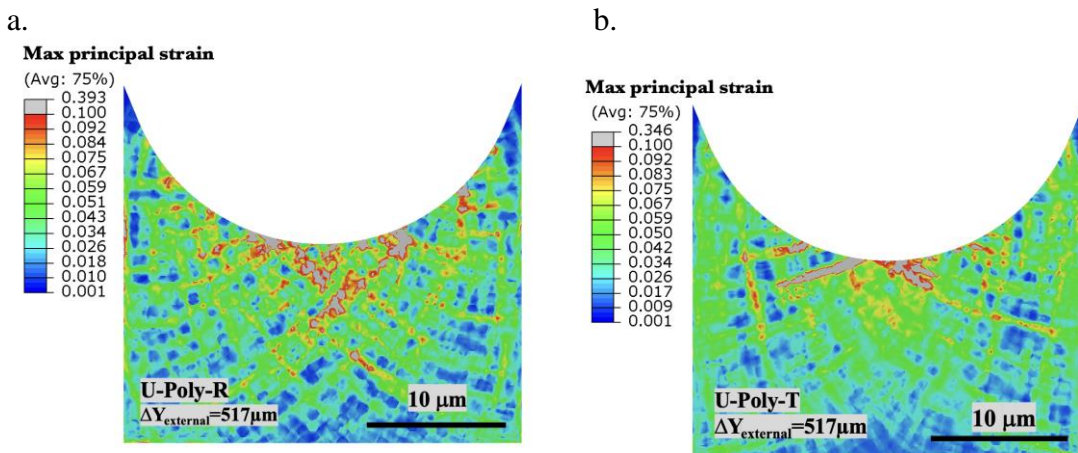 a.
Max principal strain
(Avg: 75%)
0.393
0.100
0.092
0.084
0.075
0.067
0.059
0.051
0.043
0.034
0.026
0.018
0.010
0.001
U-Poly-R
ΔY_external=517μm
10 μm
b.
Max principal strain
(Avg: 75%)
0.346
0.100
0.092
0.083
0.075
0.067
0.059
0.050
0.042
0.034
0.026
0.017
0.009
0.001
U-Poly-T
ΔY_external=517μm
10 μm